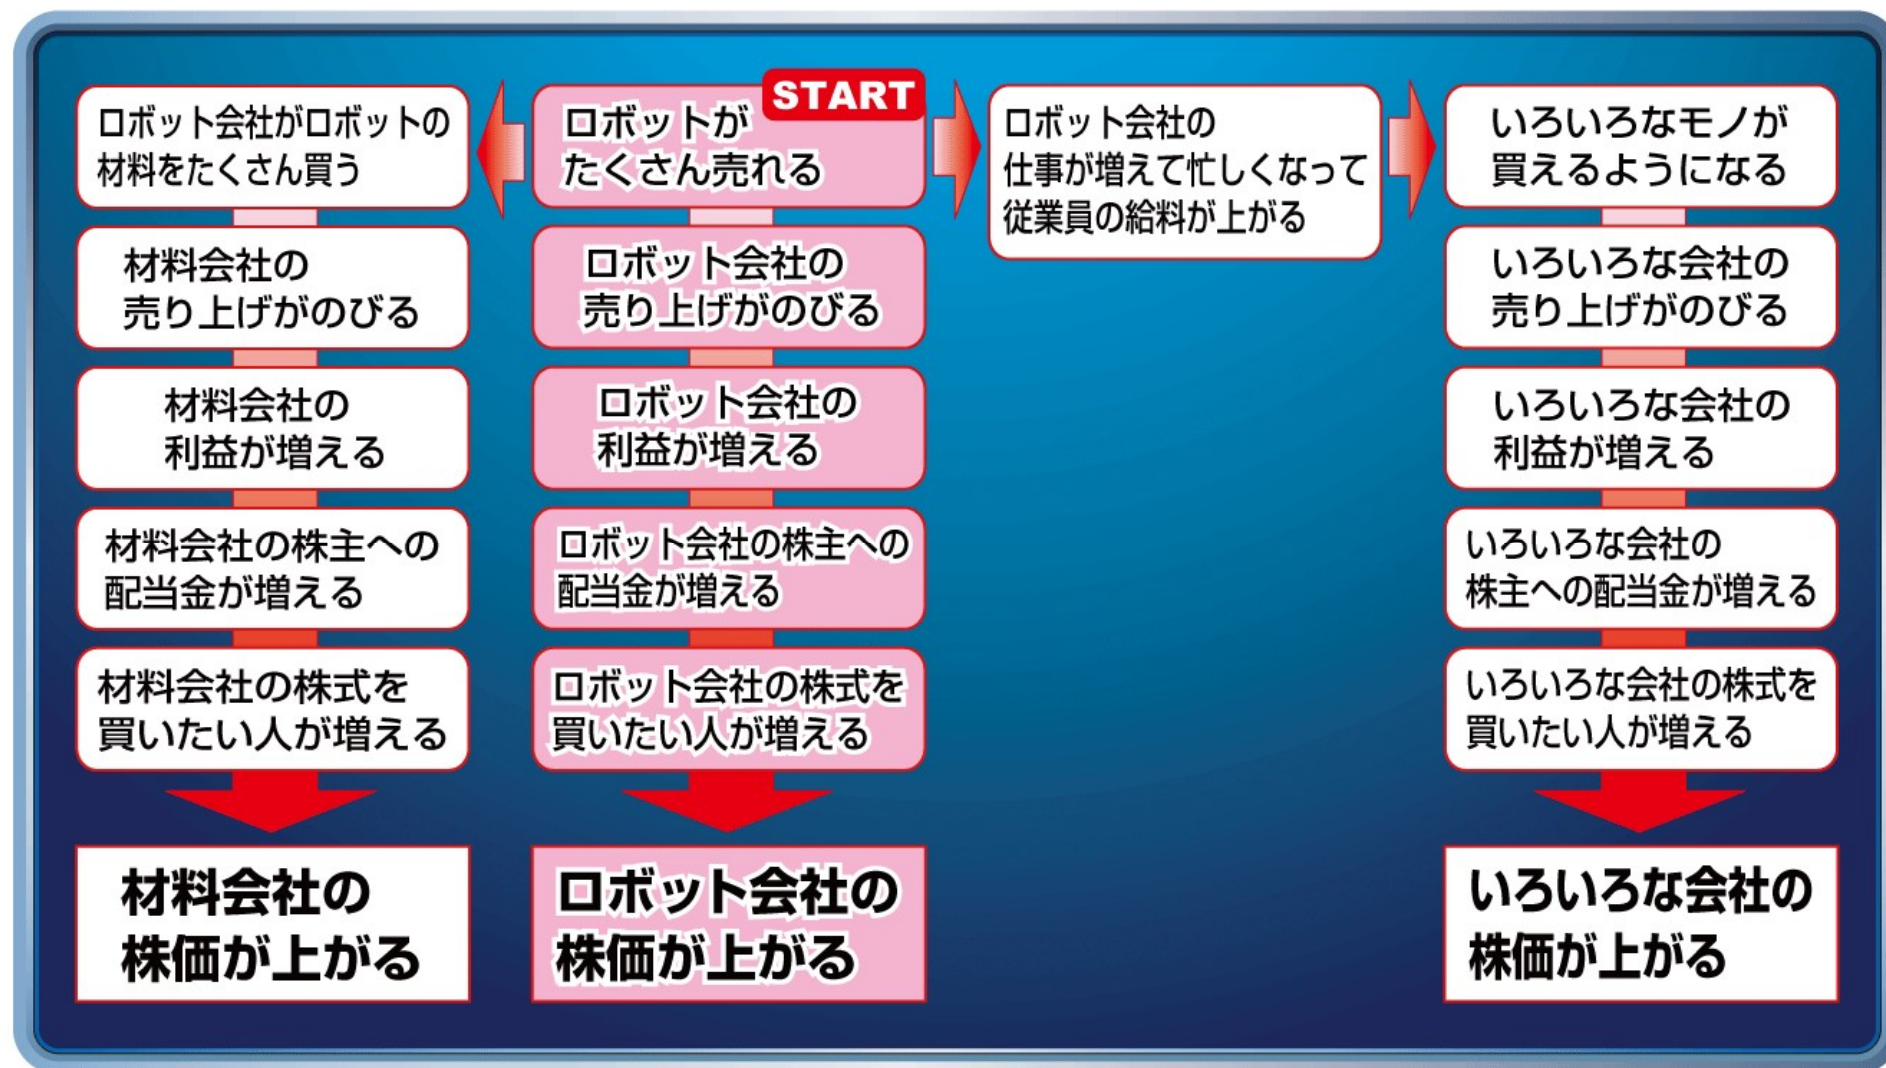 START
ロボットが
たくさん売れる
ロボット会社の
売り上げがのびる
ロボット会社の
利益が増える
ロボット会社の株主への
配当金が増える
ロボット会社の株式を
買いたい人が増える
ロボット会社の
株価が上がる
ロボット会社がロボットの
材料をたくさん買う
材料会社の
売り上げがのびる
材料会社の
利益が増える
材料会社の株主への
配当金が増える
材料会社の株式を
買いたい人が増える
材料会社の
株価が上がる
ロボット会社の
仕事が増えて忙しくなって
従業員の給料が上がる
いろいろなモノが
買えるようになる
いろいろな会社の
売り上げがのびる
いろいろな会社の
利益が増える
いろいろな会社の
株主への配当金が増える
いろいろな会社の株式を
買いたい人が増える
いろいろな会社の
株価が上がる